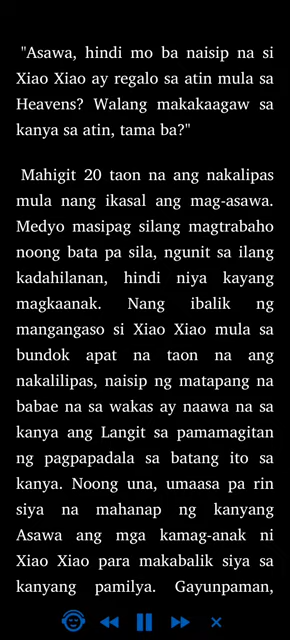 "Asawa, hindi mo ba naisip na si
Xiao Xiao ay regalo sa atin mula sa
Heavens? Walang makakaagaw sa
kanya sa atin, tama ba?"
Mahigit 20 taon na ang nakalipas
mula nang ikasal ang mag-asawa.
Medyo masipag silang magtrabaho
noong bata pa sila, ngunit sa ilang
kadahilanan, hindi niya kayang
magkaanak. Nang ibalik ng
mangangaso si Xiao Xiao mula sa
bundok apat na taon na ang
nakalilipas, naisip ng matapang na
babae na sa wakas ay naawa na sa
kanya ang Langit sa pamamagitan
ng pagpapadala sa batang ito sa
kanya. Noong una, umaasa pa rin
siya na mahanap ng kanyang
Asawa ang mga kamag-anak ni
Xiao Xiao para makabalik siya sa
kanyang pamilya. Gayunpaman,